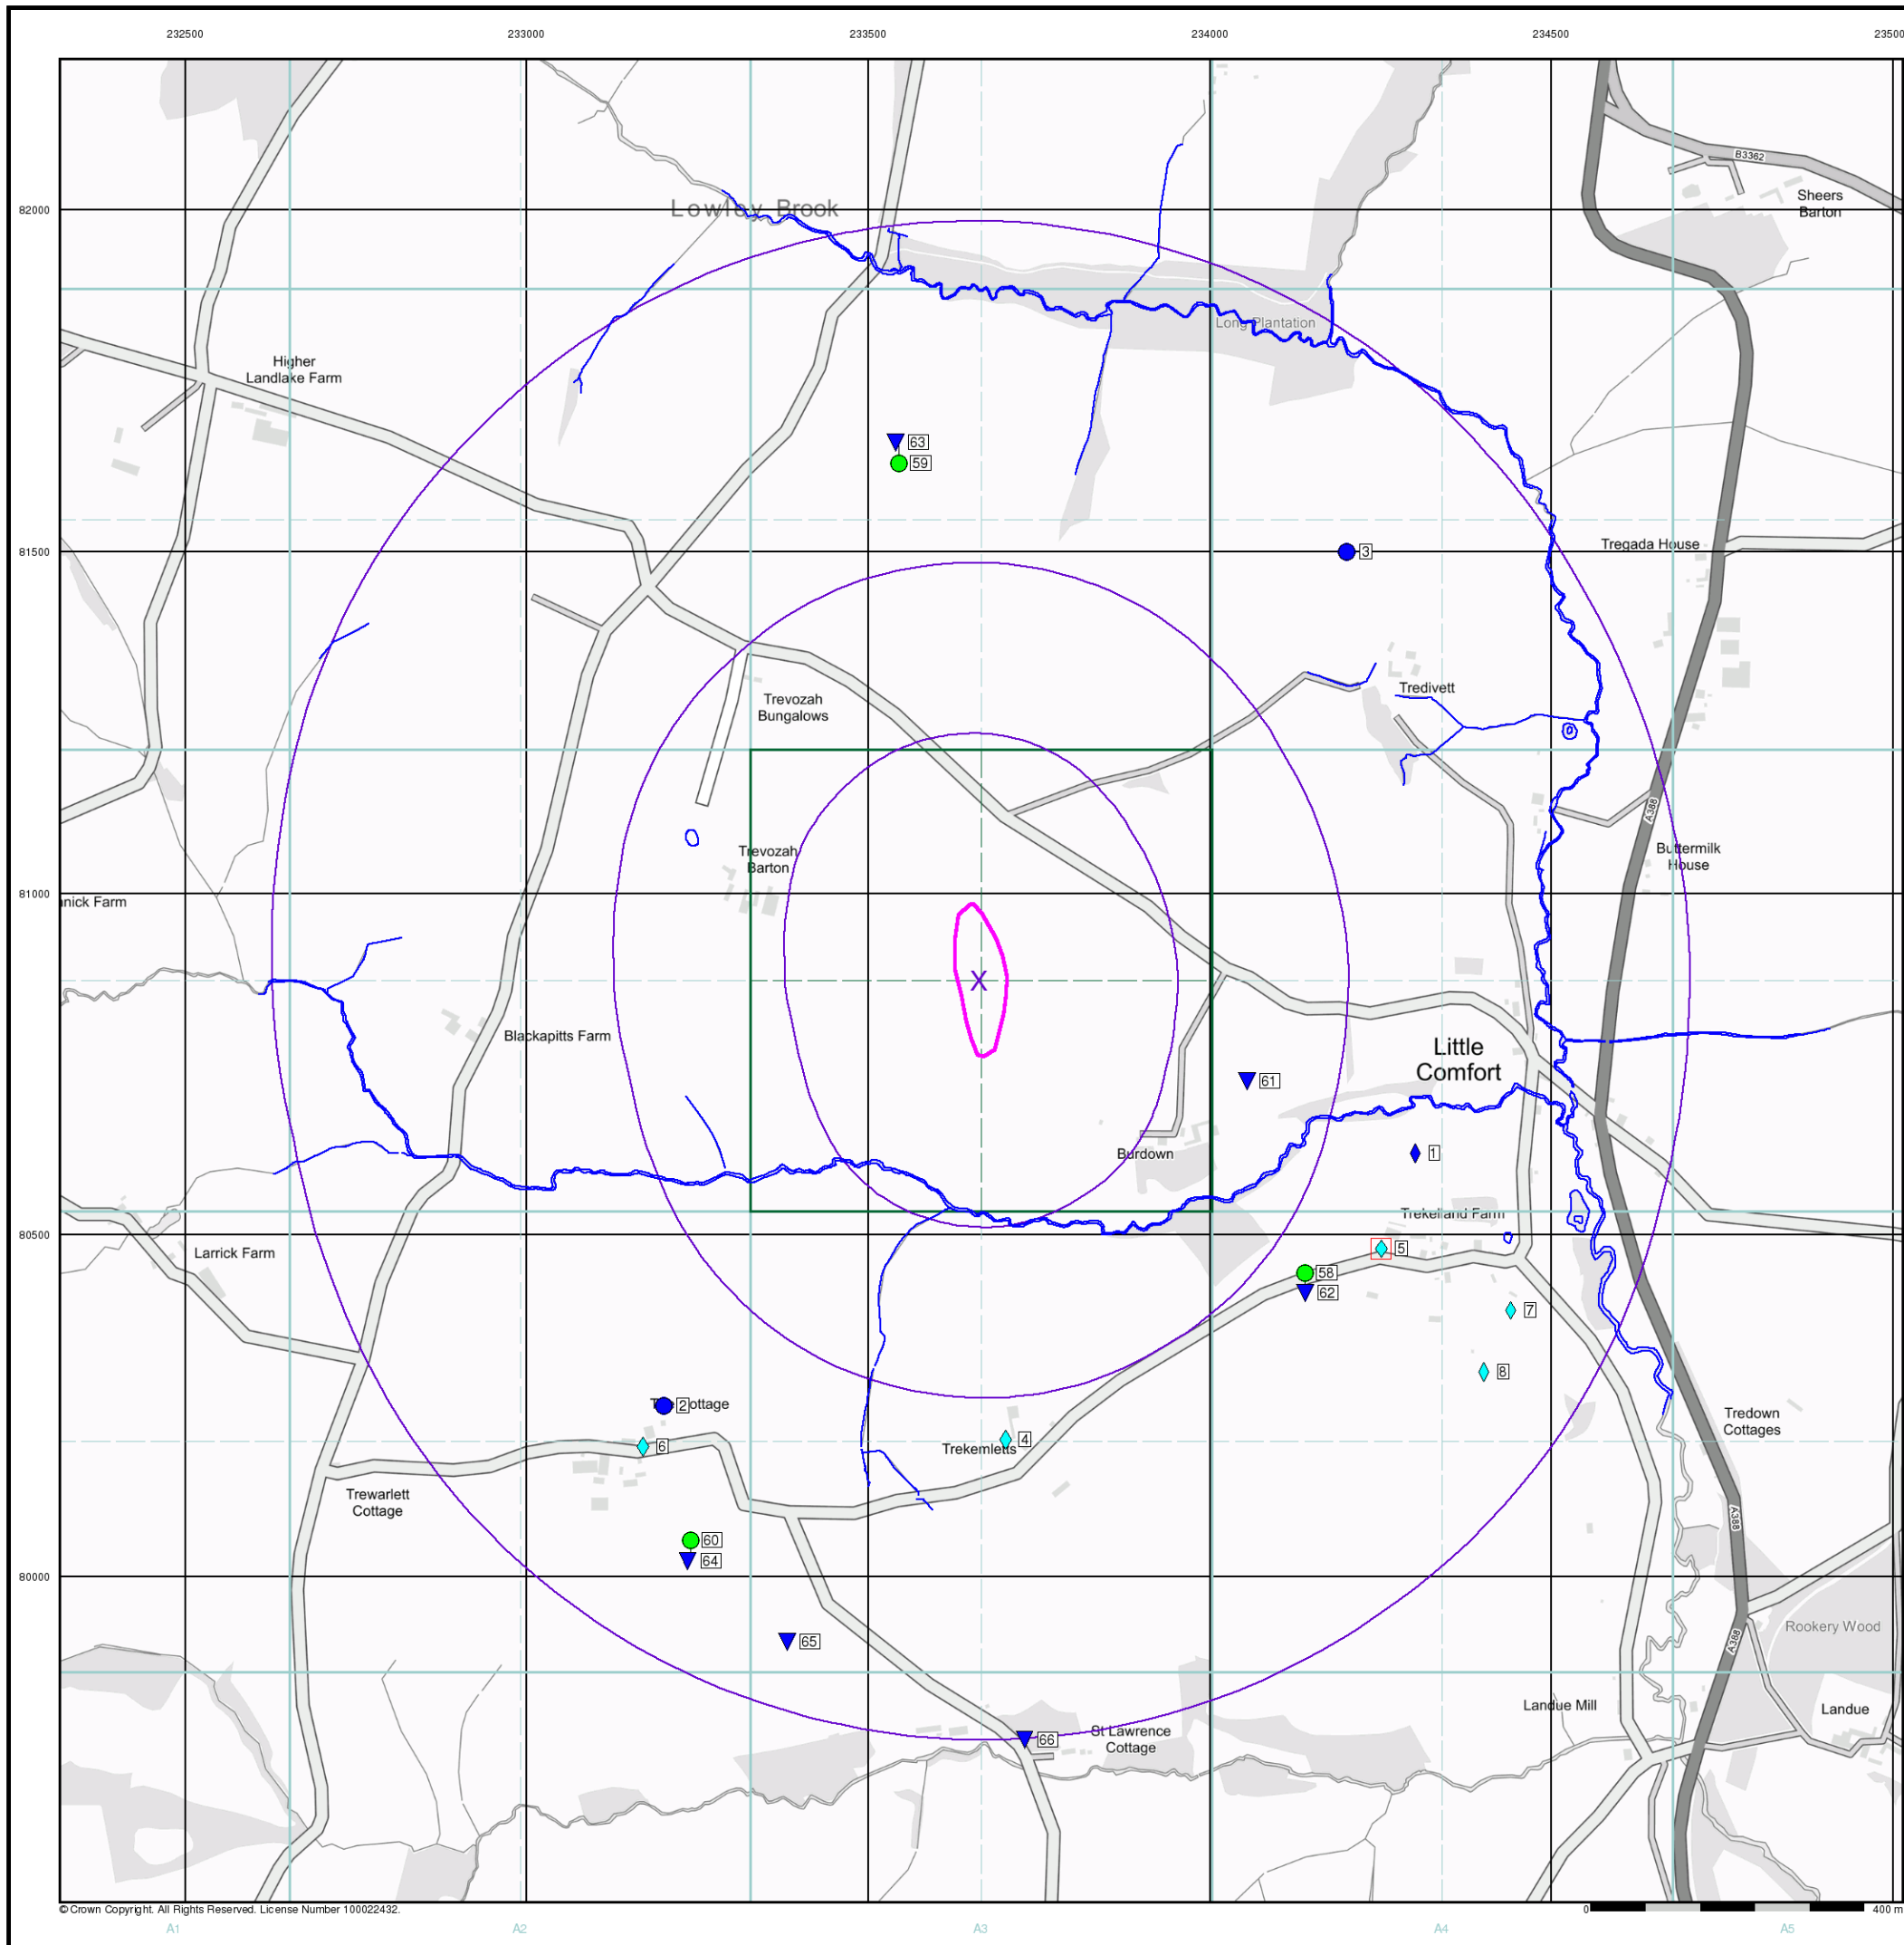 232500 233000 233500 234000 234500
82000
81500
81000
80500
80000
B3362
Sheers
Barton
Lowley Brook
Long Plantation
Higher
Landlake Farm
63
59
3
Tregada House
Trevozah
Bungalows
Tredivett
A388
Trevozah
Barton
Buttermilk
House
nnick Farm
X
Blackapitts Farm
Little
Comfort
61
Burdown
1
Trekelland Farm
Larrick Farm
5
58
62
7
8
2
ottage
6
4
Trekemletts
Tredown
Cottages
Trewarlett
Cottage
A388
60
64
65
A388
Rookery Wood
66
St Lawrence
Cottage
Landue Mill
Landue
© Crown Copyright. All Rights Reserved. License Number 100022432.
0 400 m
A1 A2 A3 A4 A5